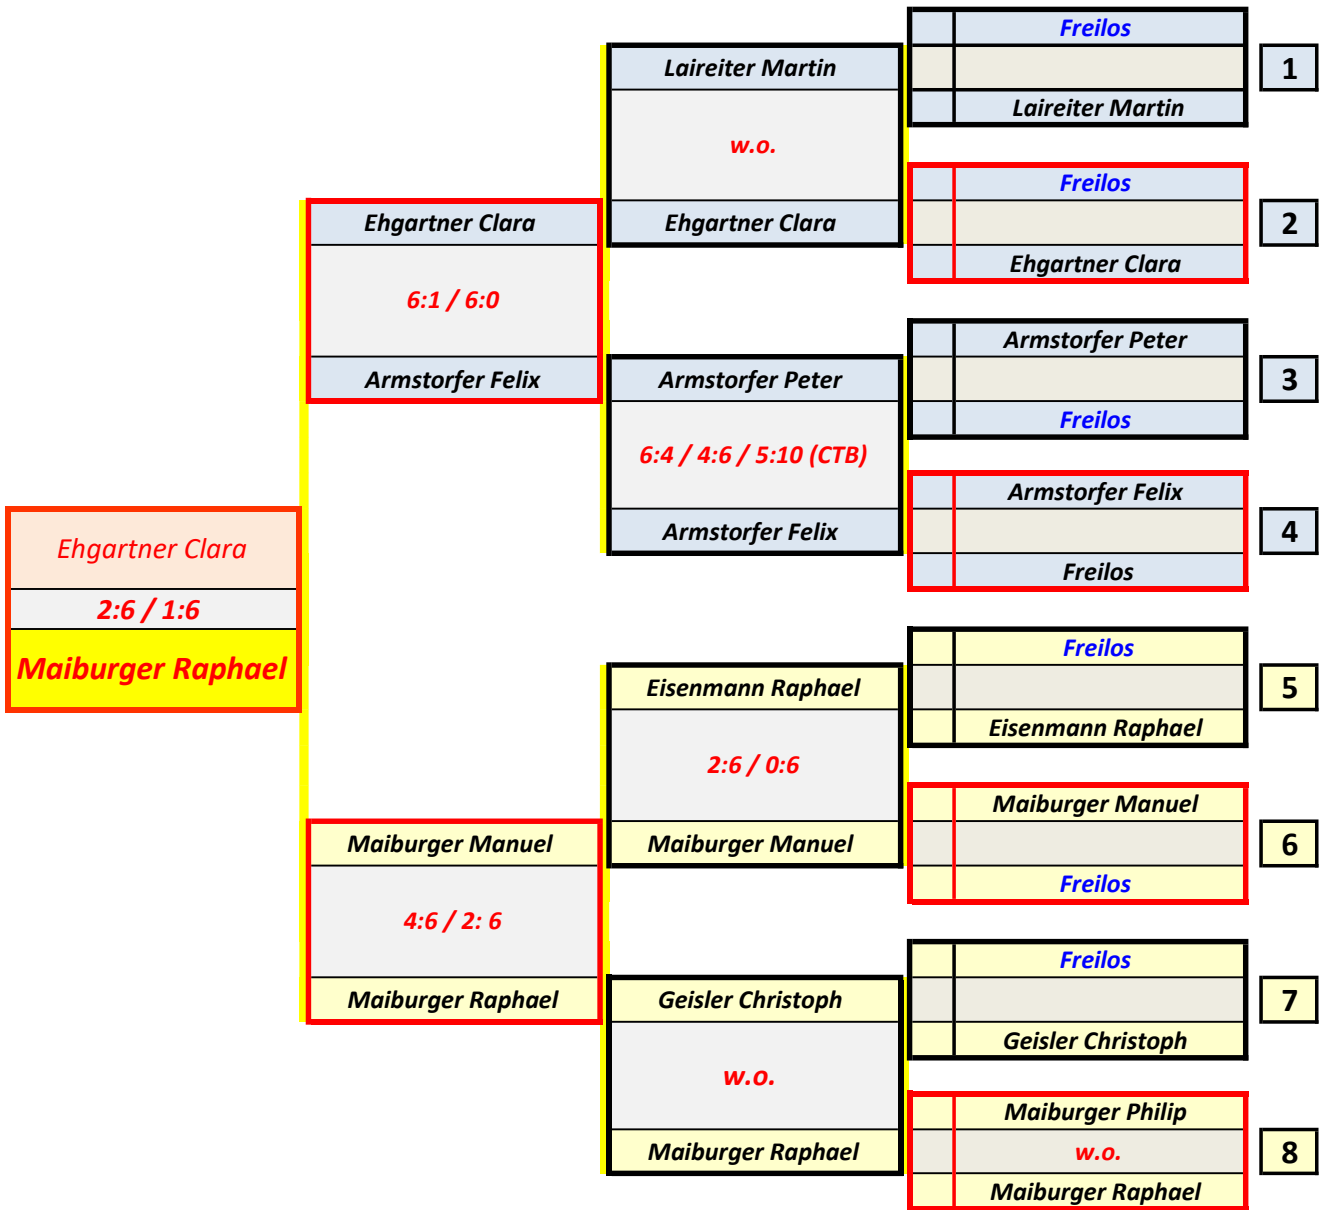 Freilos
1
Laireiter Martin
Laireiter Martin
w.o.
Ehgartner Clara
Freilos
2
Ehgartner Clara
Ehgartner Clara
6:1 / 6:0
Armstorfer Felix
Armstorfer Peter
3
Freilos
Armstorfer Peter
6:4 / 4:6 / 5:10 (CTB)
Armstorfer Felix
Armstorfer Felix
4
Freilos
Ehgartner Clara
2:6 / 1:6
Maiburger Raphael
Freilos
5
Eisenmann Raphael
Eisenmann Raphael
2:6 / 0:6
Maiburger Manuel
Maiburger Manuel
6
Freilos
Maiburger Manuel
4:6 / 2: 6
Maiburger Raphael
Freilos
7
Geisler Christoph
Geisler Christoph
w.o.
Maiburger Raphael
Maiburger Philip
w.o.
8
Maiburger Raphael